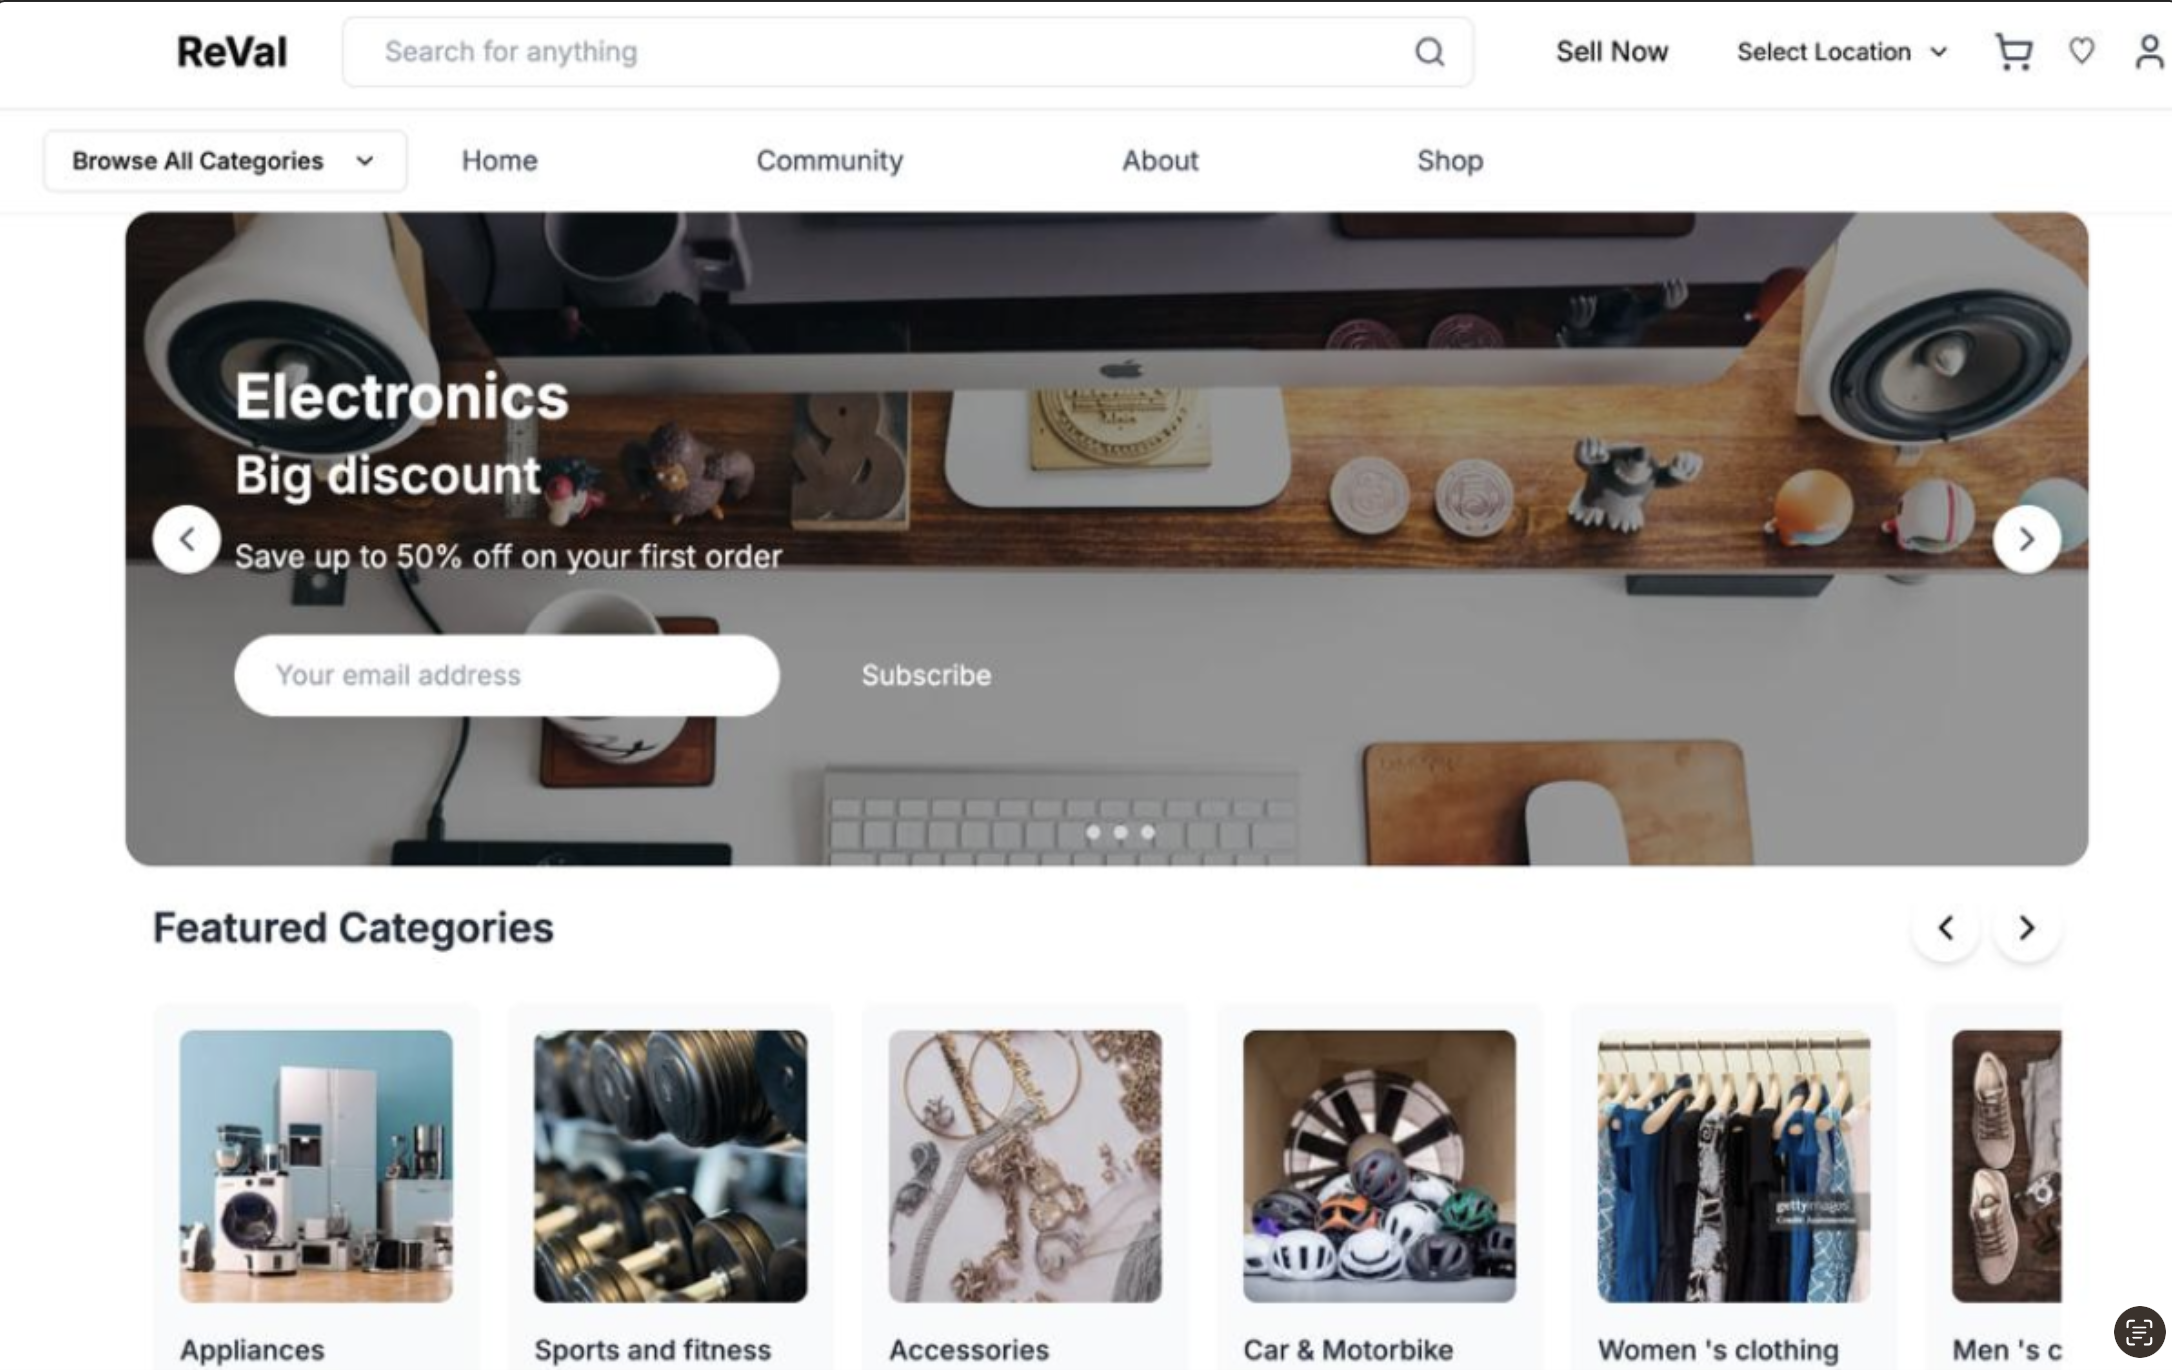 ReVal
Search for anything
Sell Now
Select Location
Browse All Categories
Home
Community
About
Shop
Electronics
Big discount
Save up to 50% off on your first order
Your email address
Subscribe
Featured Categories
gettyimages
Appliances
Sports and fitness
Accessories
Car & Motorbike
Women 's clothing
Men 's c